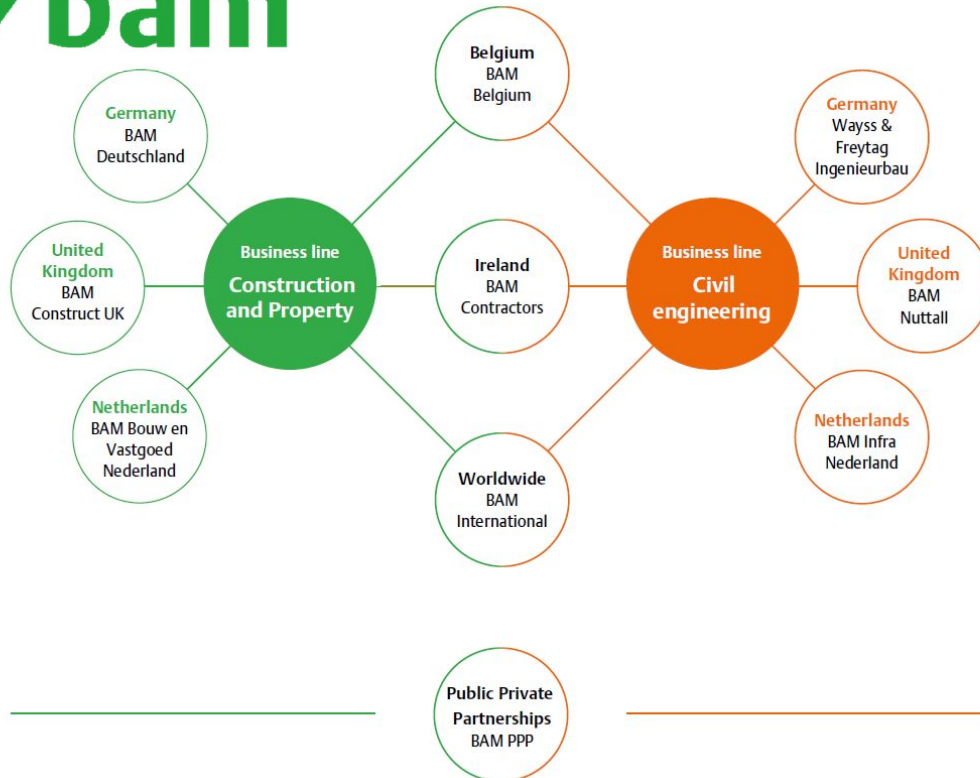 bam
Belgium
BAM
Belgium
Germany
BAM
Deutschland
Germany
Wayss &
Freytag
Ingenieurbau
United
Kingdom
BAM
Construct UK
Business line
Construction
and Property
Ireland
BAM
Contractors
Business line
Civil
engineering
United
Kingdom
BAM
Nuttall
Netherlands
BAM Bouw en
Vastgoed
Nederland
Netherlands
BAM Infra
Nederland
Worldwide
BAM
International
Public Private
Partnerships
BAM PPP